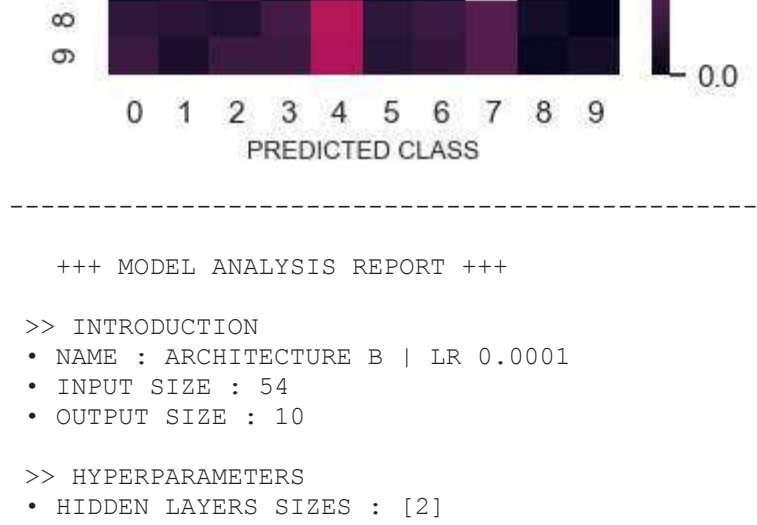 8
9
0.0
0 1 2 3 4 5 6 7 8 9
PREDICTED CLASS
------------------------------------------------
+++ MODEL ANALYSIS REPORT +++
>> INTRODUCTION
• NAME : ARCHITECTURE B | LR 0.0001
• INPUT SIZE : 54
• OUTPUT SIZE : 10
>> HYPERPARAMETERS
• HIDDEN LAYERS SIZES : [2]